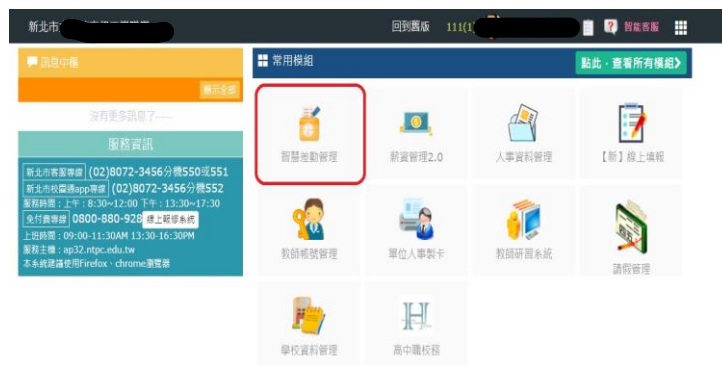 新北市
回到舊版 111(1) 智能客服
訊息中心
顯示全部
沒有更多訊息了-----
服務資訊
新北市客服專線 (02)8072-3456分機550或551
新北市校園通app專線 (02)8072-3456分機552
服務時間：上午：8:30~12:00 下午：13:30~17:30
免付費專線 0800-880-928 線上報修系統
上班時間：09:00-11:30AM 13:30-16:30PM
服務主機：ap32.ntpc.edu.tw
本系統建議使用Firefox、chrome瀏覽器
常用模組
點此‧查看所有模組>
智慧差勤管理 薪資管理2.0 人事資料管理 【新】線上填報
教師帳號管理 單位人事製卡 教師研習系統 請假管理
學校資料管理 高中職校務